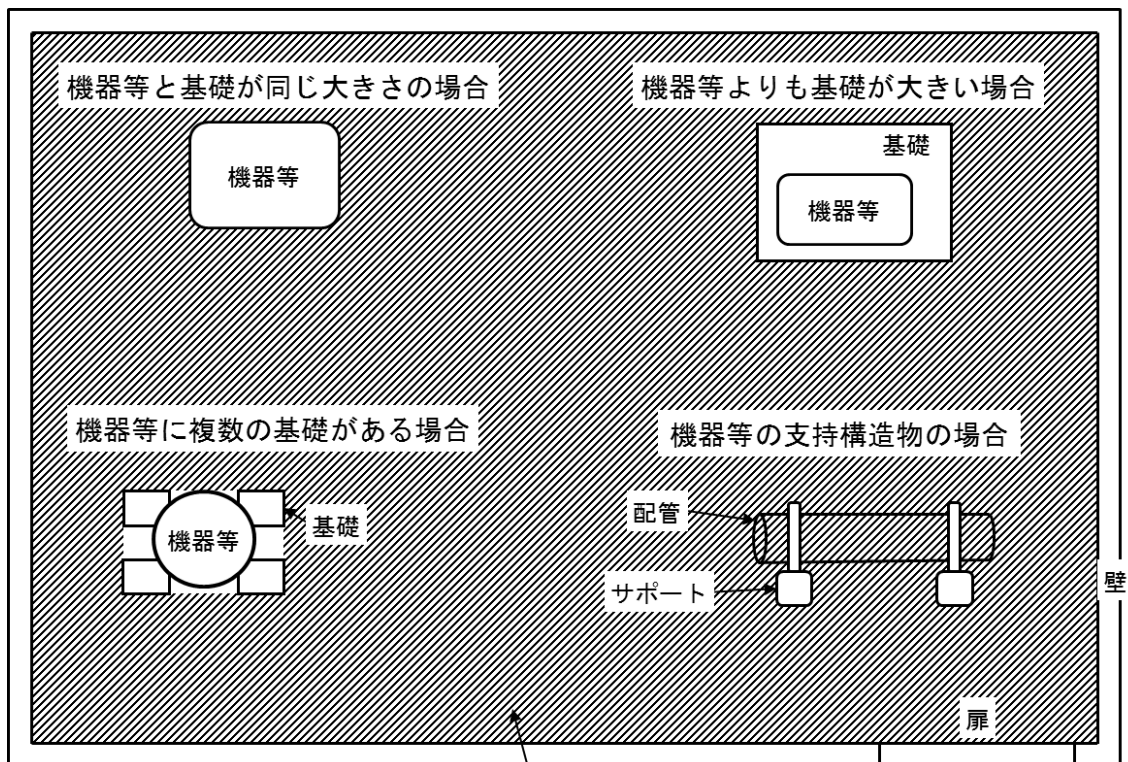 機器等と基礎が同じ大きさの場合
機器等
機器等よりも基礎が大きい場合
基礎
機器等
機器等に複数の基礎がある場合
機器等
基礎
機器等の支持構造物の場合
配管
サポート
壁
扉